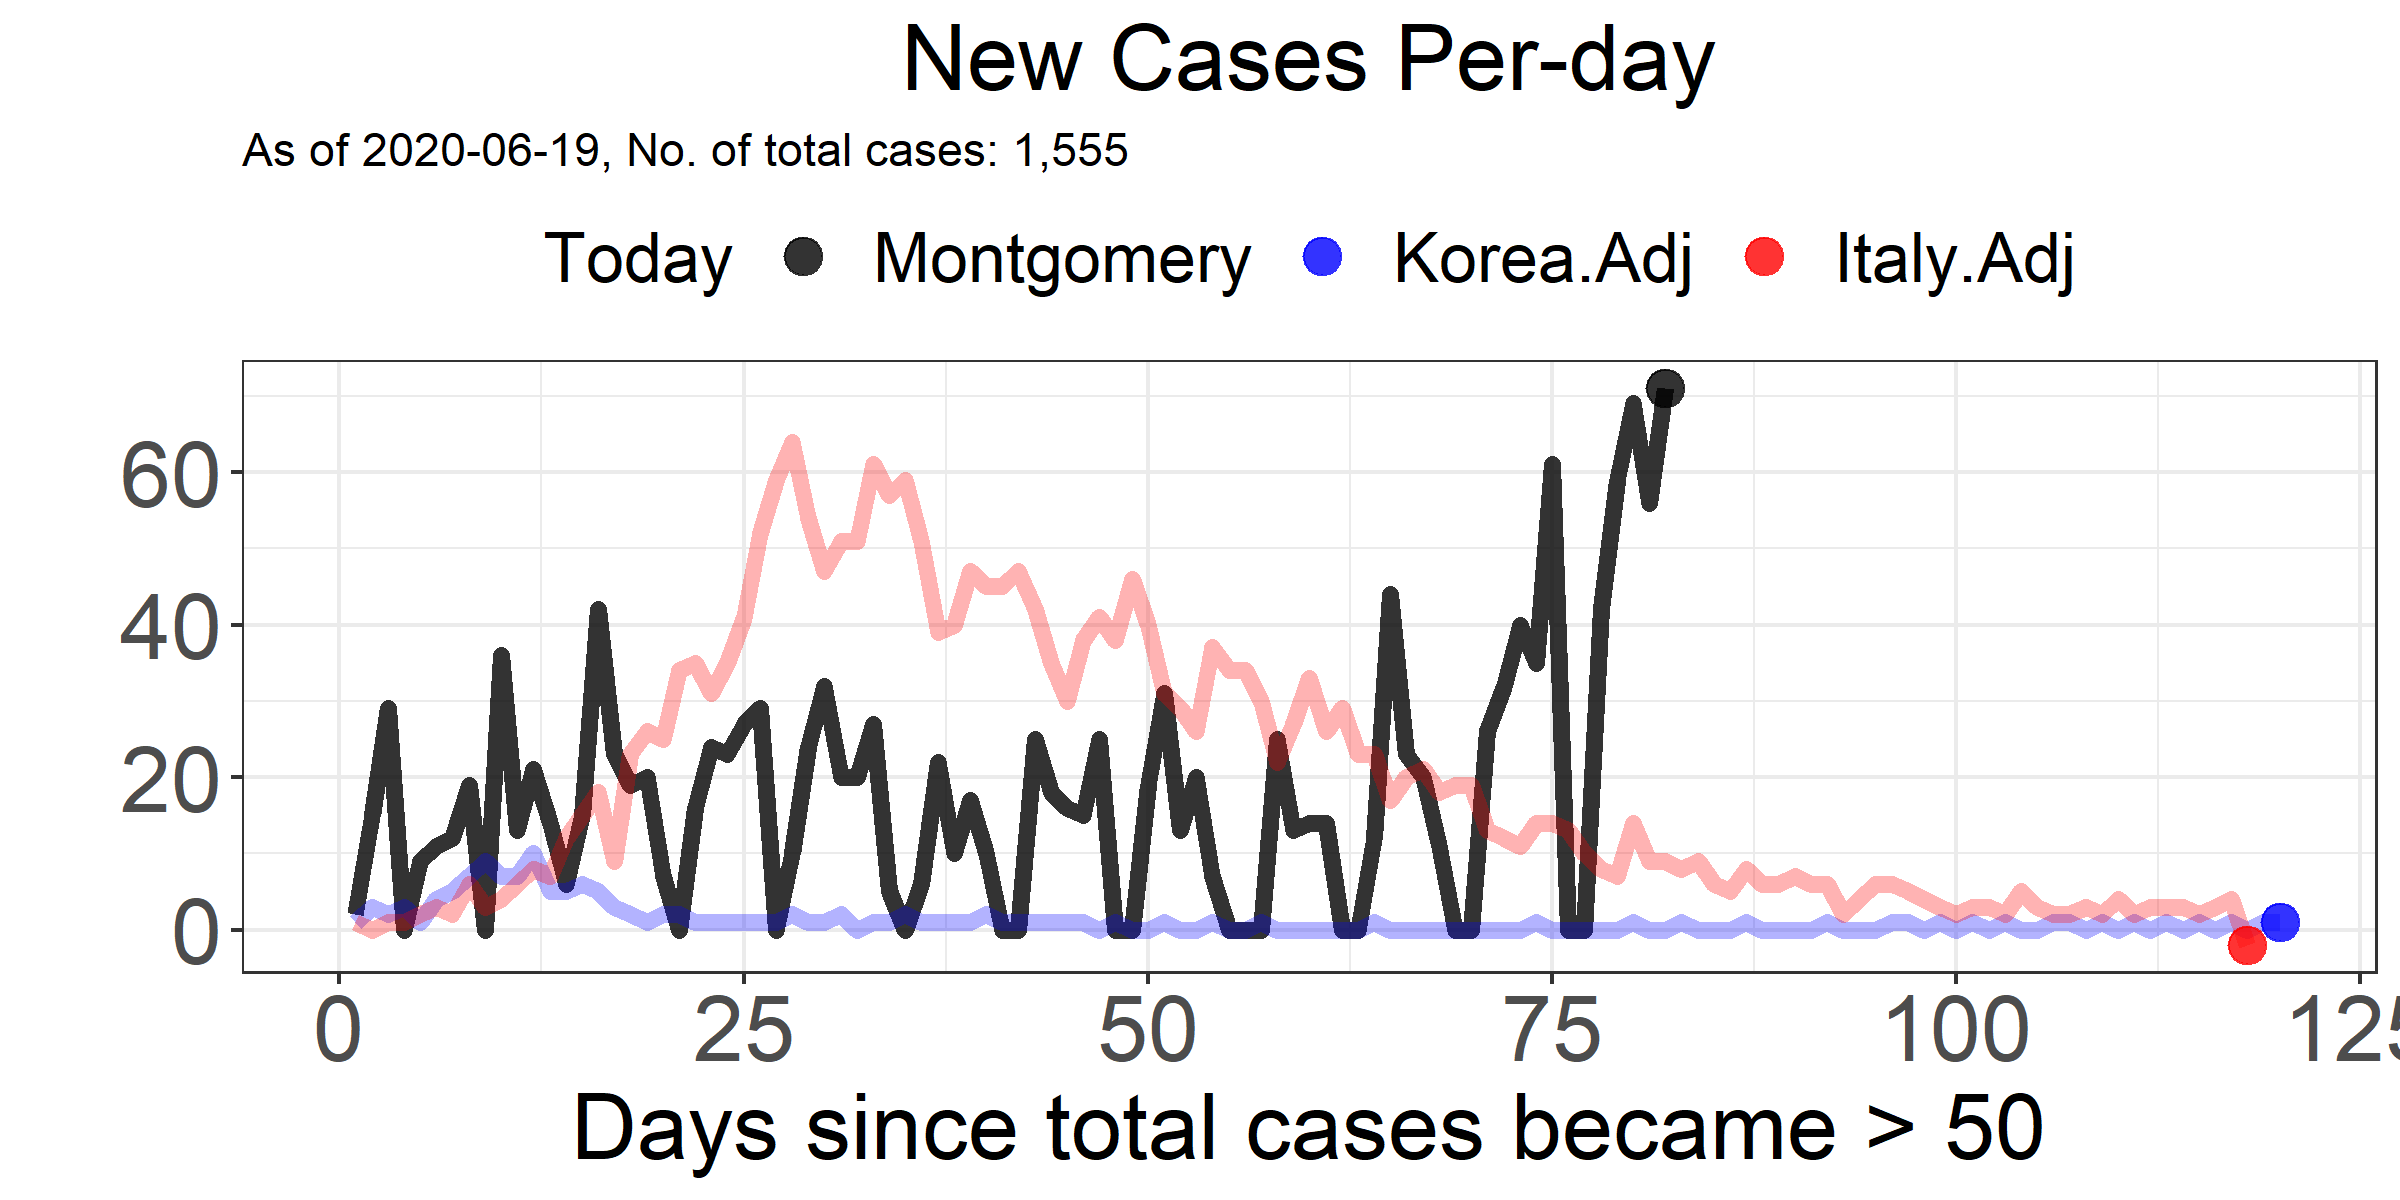 New Cases Per-day
As of 2020-06-19, No. of total cases: 1,555
Today Montgomery Korea.Adj Italy.Adj
60
40
20
0
0 25 50 75 100 125
Days since total cases became > 50